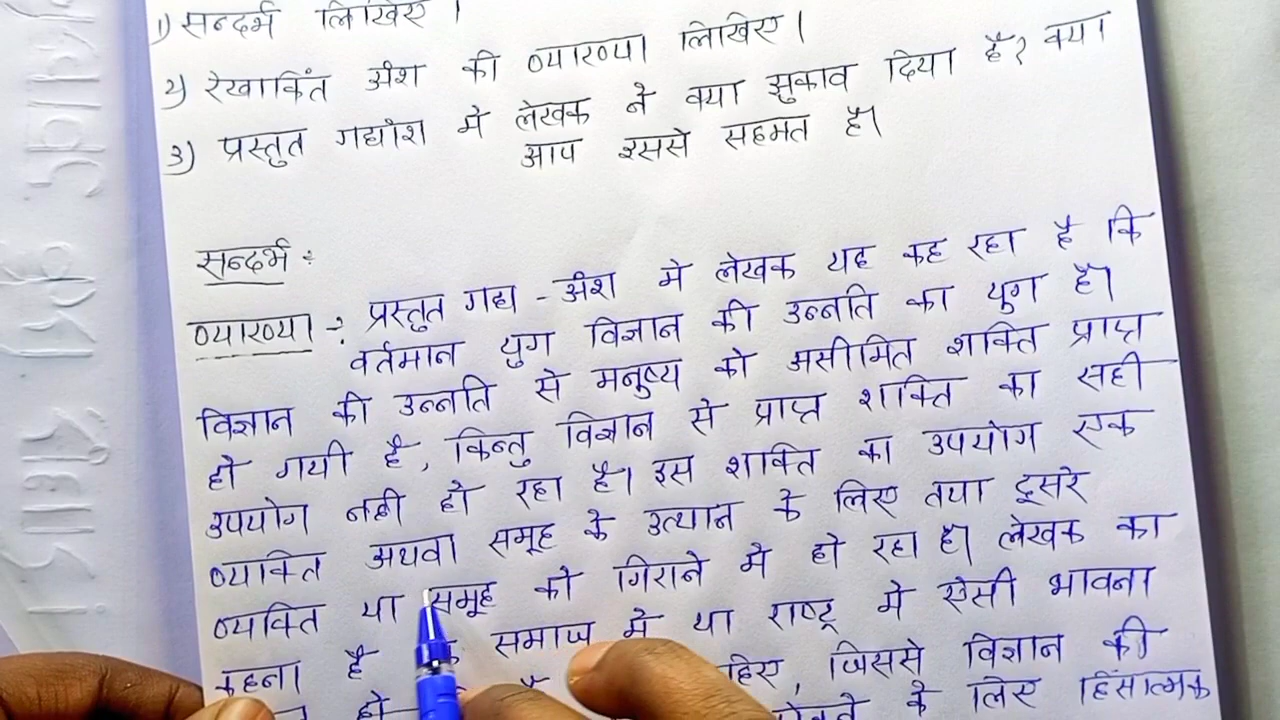 1) सन्दर्भ लिखिए ।
2) रेखाकिंत अंश की व्याख्या लिखिए ।
3) प्रस्तुत गद्यांश मे लेखक ने क्या झुकाव दिया है? क्या
आप इससे सहमत है।
सन्दर्भ :
व्याख्या -: प्रस्तुत गद्य - अंश मे लेखक यह कह रहा है कि
वर्तमान युग विज्ञान की उन्नति का युग है।
विज्ञान की उन्नति से मनुष्य को असीमित शक्ति प्राप्त
हो गयी है, किन्तु विज्ञान से प्राप्त शक्ति का सही
उपयोग नही हो रहा है। इस शक्ति का उपयोग एक
व्यक्ति अथवा समूह के उत्थान के लिए तथा दूसरे
व्यक्ति या समूह को गिराने मे हो रहा है। लेखक का
कहना है समाज मे या राष्ट्र मे ऐसी भावना
जिससे विज्ञान की
के लिए हिंसात्मक